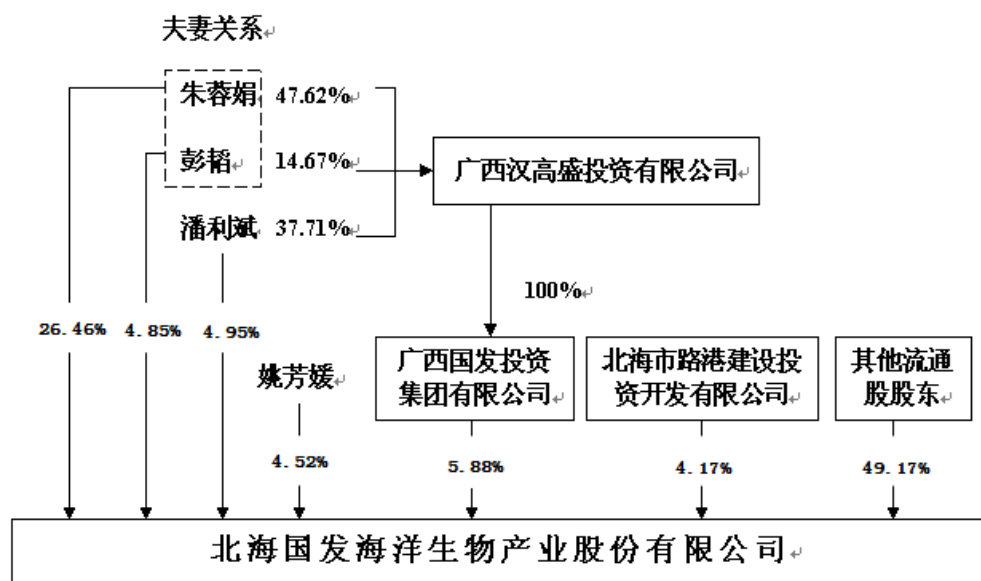 夫妻关系
朱蓉娟 47.62%
彭韬 14.67%
潘利斌 37.71%
广西汉高盛投资有限公司
100%
26.46% 4.85% 4.95%
姚芳媛
广西国发投资
集团有限公司
北海市路港建设投
资开发有限公司
其他流通
股股东
4.52% 5.88% 4.17% 49.17%
北海国发海洋生物产业股份有限公司